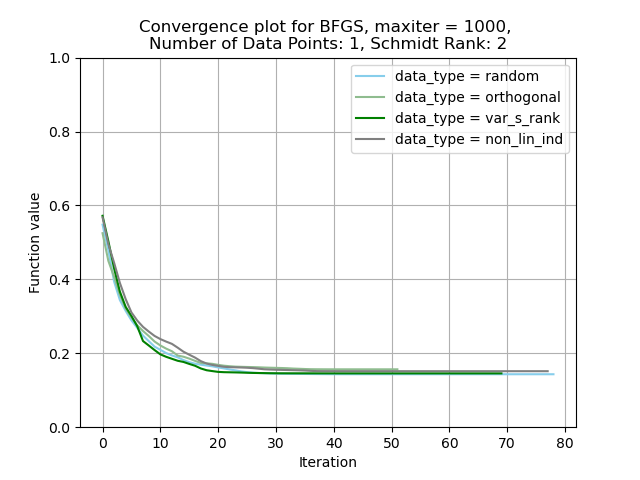 Convergence plot for BFGS, maxiter = 1000,
Number of Data Points: 1, Schmidt Rank: 2
data_type = random
data_type = orthogonal
data_type = var_s_rank
data_type = non_lin_ind
Function value
1.0
0.8
0.6
0.4
0.2
0.0
0 10 20 30 40 50 60 70 80
Iteration